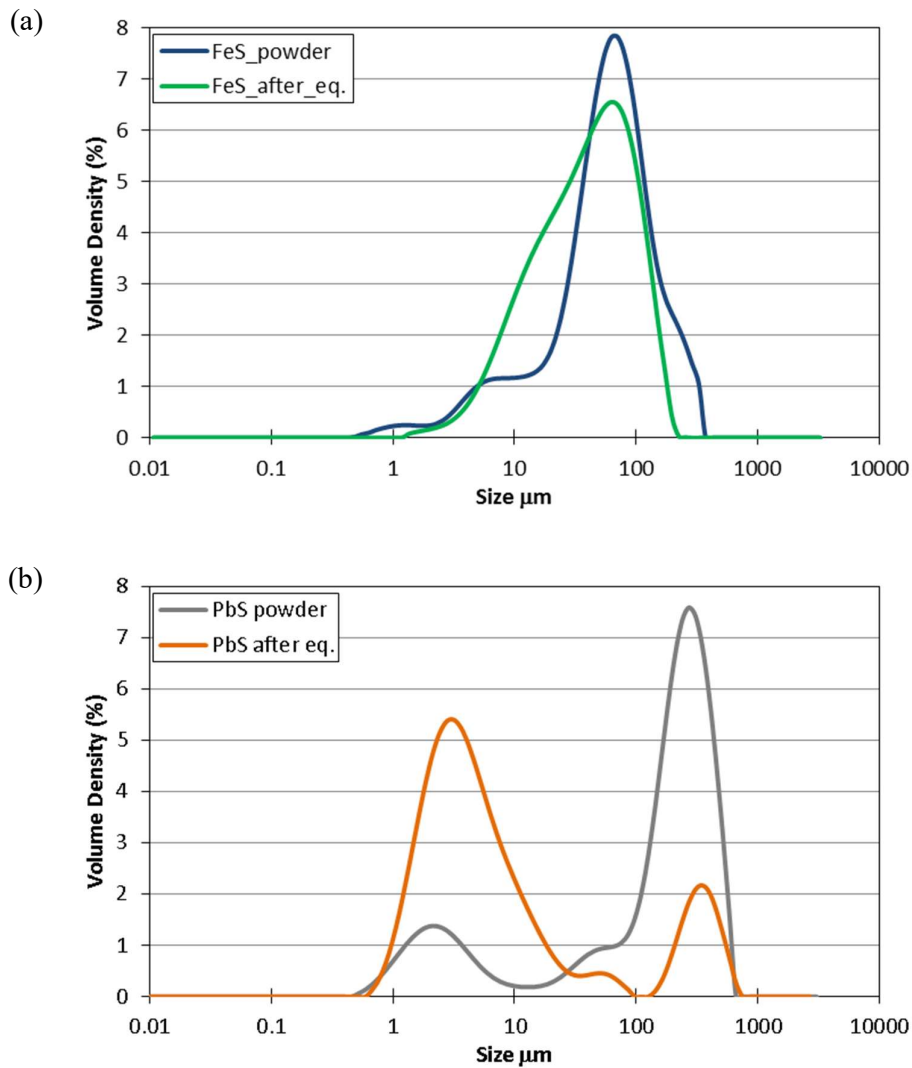 (a)
8
7
6
5
4
3
2
1
0
Volume Density (%)
FeS_powder
FeS_after_eq.
0.01 0.1 1 10 100 1000 10000
Size µm
(b)
8
7
6
5
4
3
2
1
0
Volume Density (%)
PbS powder
PbS after eq.
0.01 0.1 1 10 100 1000 10000
Size µm